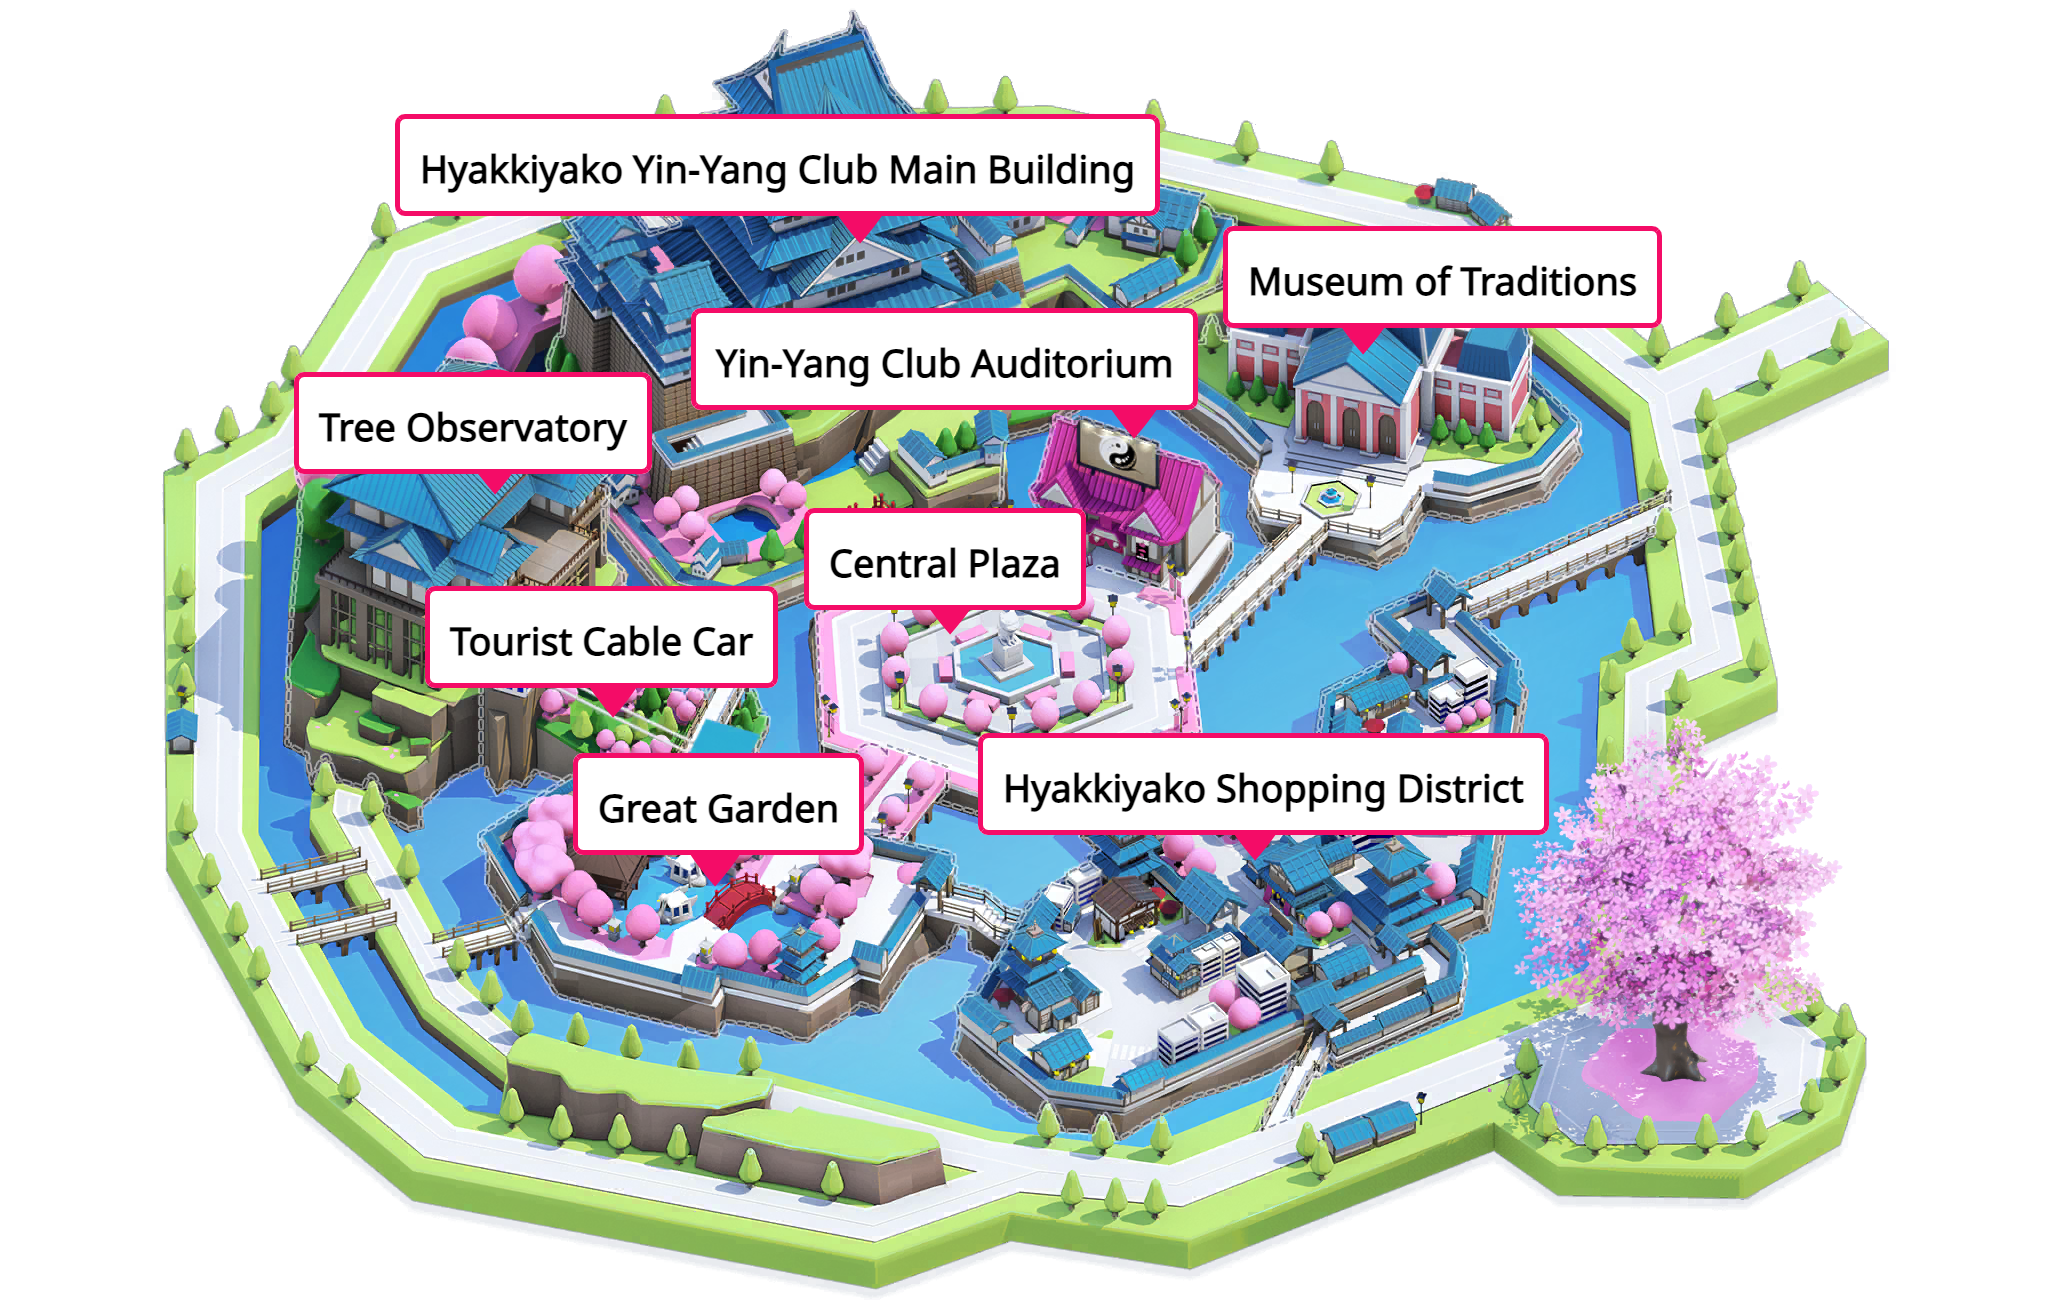 Hyakkiyako Yin-Yang Club Main Building
Museum of Traditions
Yin-Yang Club Auditorium
Tree Observatory
Central Plaza
Tourist Cable Car
Great Garden
Hyakkiyako Shopping District